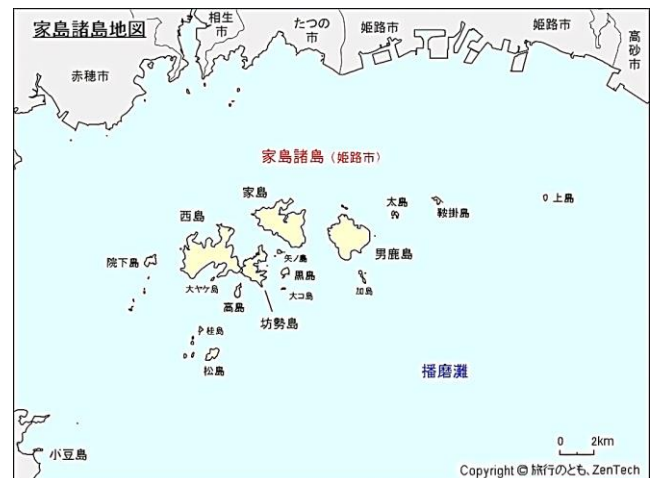 家島諸島地図
相生
市
たつの
市
姫路市
姫路市
高
砂
市
赤穂市
家島諸島（姫路市）
家島
太島
鞍掛島
上島
西島
男鹿島
院下島
矢ノ島
黒島
加島
大ヤケ島
大コ島
高島
坊勢島
桂島
松島
播磨灘
小豆島
0 2km
Copyright © 旅行のとも、ZenTech